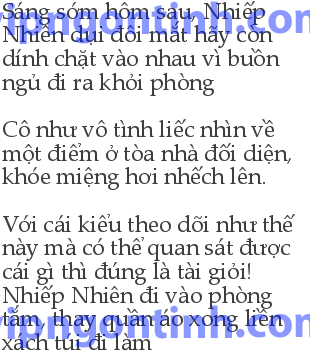 Sáng sớm hôm sau, Nhiếp
Nhiên dụi đôi mắt hãy còn
dính chặt vào nhau vì buồn
ngủ đi ra khỏi phòng
Cô như vô tình liếc nhìn về
một điểm ở tòa nhà đối diện,
khóe miệng hơi nhếch lên.
Với cái kiểu theo dõi như thế
này mà có thể quan sát được
cái gì thì đúng là tài giỏi!
Nhiếp Nhiên đi vào phòng
tắm, thay quần áo xong liền
xách túi đi làm